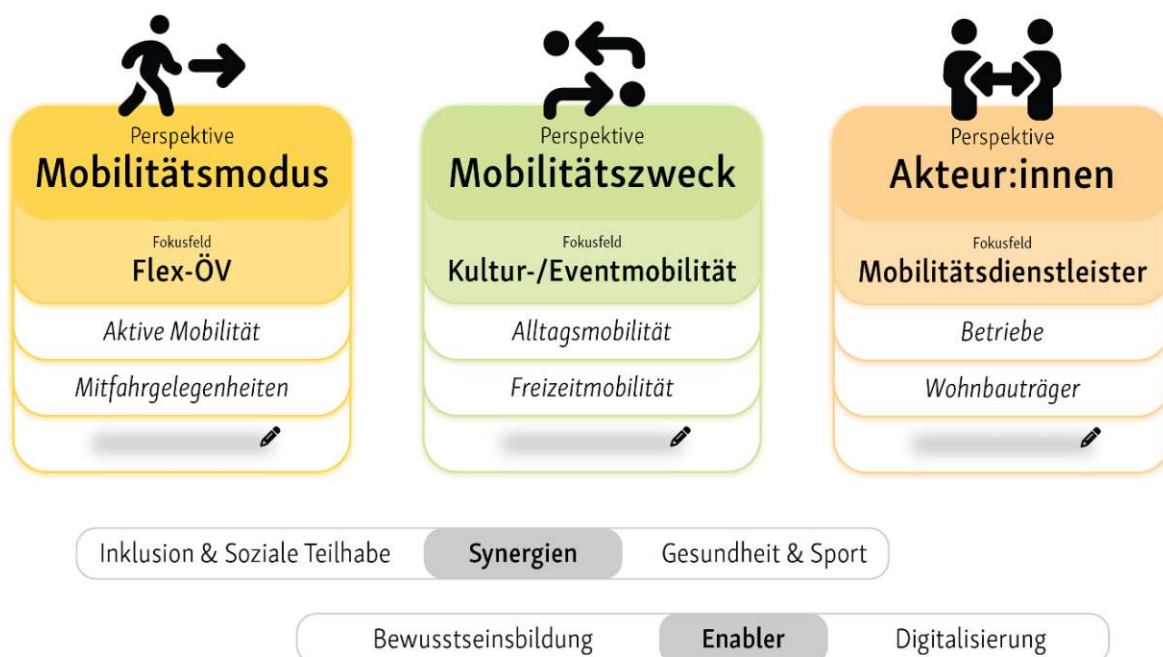 Perspektive
Mobilitätsmodus
Fokusfeld
Flex-ÖV
Aktive Mobilität
Mitfahrgelegenheiten
Perspektive
Mobilitätszweck
Fokusfeld
Kultur-/Eventmobilität
Alltagsmobilität
Freizeitmobilität
Perspektive
Akteur:innen
Fokusfeld
Mobilitätsdienstleister
Betriebe
Wohnbauträger
Inklusion & Soziale Teilhabe Synergien Gesundheit & Sport
Bewusstseinsbildung Enabler Digitalisierung